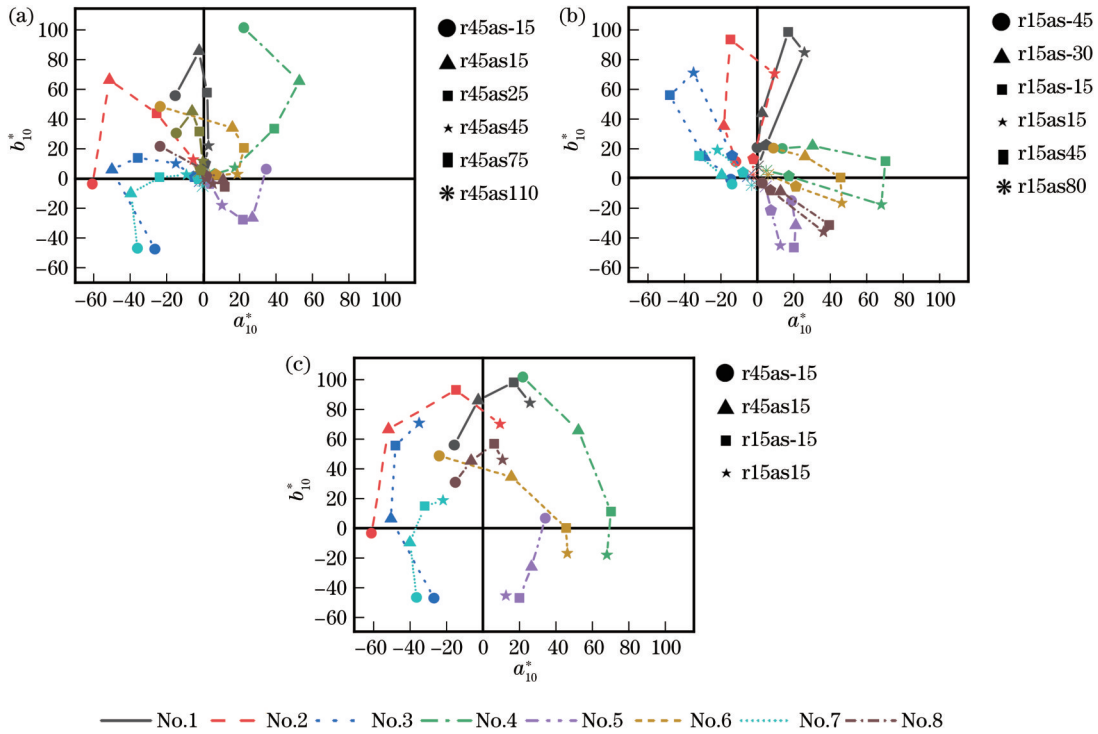 (a)
100
80
60
40
20
0
−20
−40
−60
b*10
−60 −40 −20 0 20 40 60 80 100
a*10
r45as-15
r45as15
r45as25
r45as45
r45as75
r45as110
(b)
100
80
60
40
20
0
−20
−40
−60
b*10
−60 −40 −20 0 20 40 60 80 100
a*10
r15as-45
r15as-30
r15as-15
r15as15
r15as45
r15as80
(c)
100
80
60
40
20
0
−20
−40
−60
b*10
−60 −40 −20 0 20 40 60 80 100
a*10
r45as-15
r45as15
r15as-15
r15as15
No.1 No.2 No.3 No.4 No.5 No.6 No.7 No.8